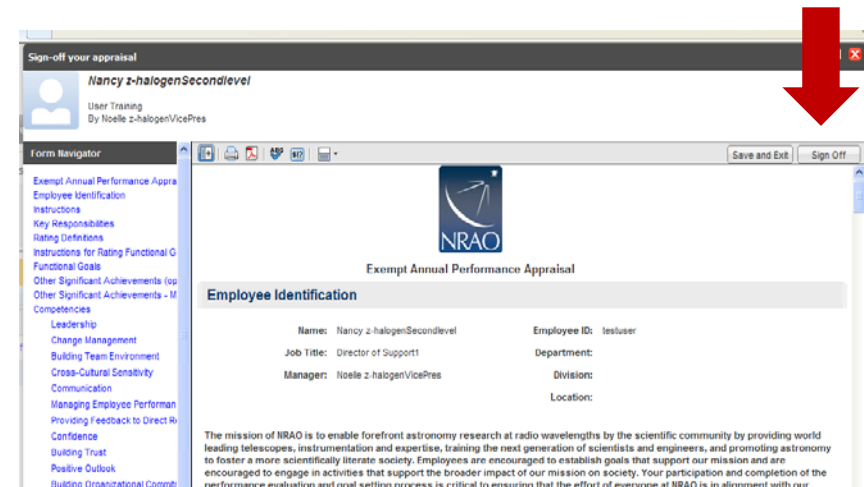 Sign-off your appraisal
Nancy z-halogenSecondlevel
User Training
By Noelle z-halogenVicePres
Form Navigator
Save and Exit
Sign Off
Exempt Annual Performance Appra
Employee Identification
Instructions
Key Responsibilities
Rating Definitions
Instructions for Rating Functional G
Functional Goals
Other Significant Achievements (op
Other Significant Achievements - M
Competencies
Leadership
Change Management
Building Team Environment
Cross-Cultural Sensitivity
Communication
Managing Employee Performan
Providing Feedback to Direct R
Confidence
Building Trust
Positive Outlook
Building Organizational Commit
NRAO
Exempt Annual Performance Appraisal
Employee Identification
Name: Nancy z-halogenSecondlevel Employee ID: testuser
Job Title: Director of Support1 Department:
Manager: Noelle z-halogenVicePres Division:
Location:
The mission of NRAO is to enable forefront astronomy research at radio wavelengths by the scientific community by providing world
leading telescopes, instrumentation and expertise, training the next generation of scientists and engineers, and promoting astronomy
to foster a more scientifically literate society. Employees are encouraged to establish goals that support our mission and are
encouraged to engage in activities that support the broader impact of our mission on society. Your participation and completion of the
performance evaluation and goal setting process is critical to ensuring that the effort of everyone at NRAO is in alignment with our